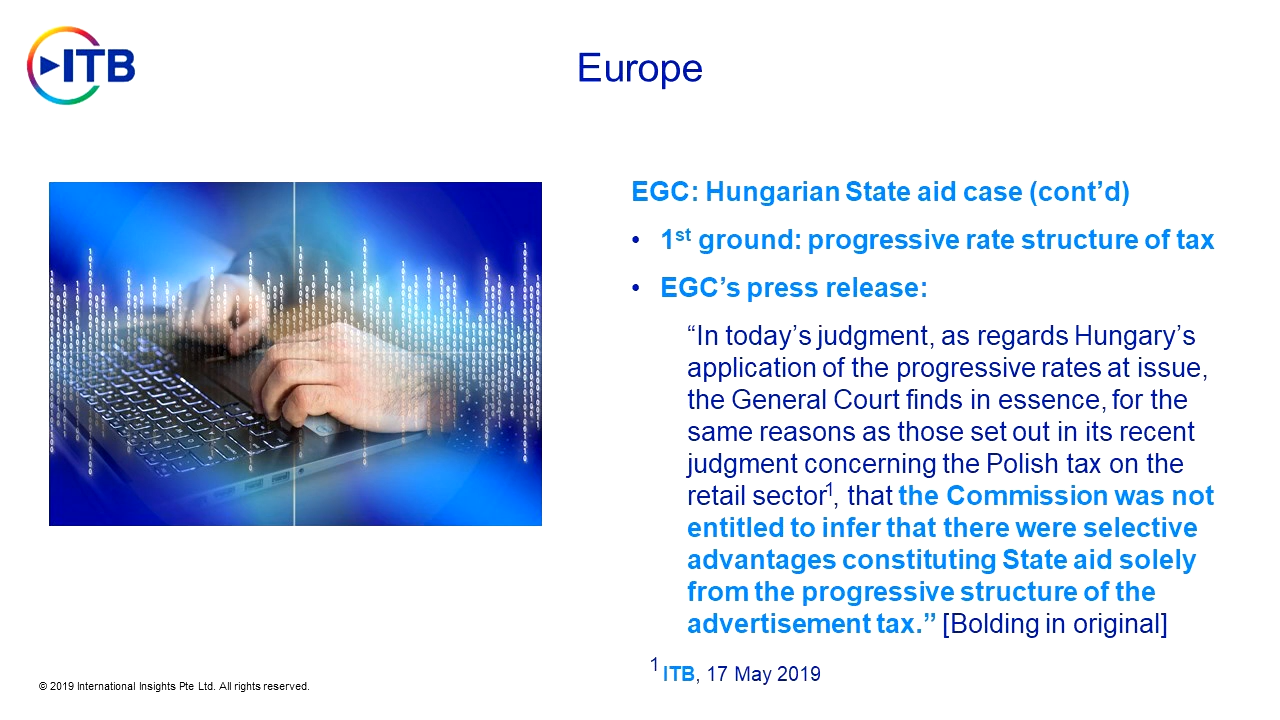 ITB
Europe
EGC: Hungarian State aid case (cont’d)
• 1st ground: progressive rate structure of tax
• EGC’s press release:
“In today’s judgment, as regards Hungary’s
application of the progressive rates at issue,
the General Court finds in essence, for the
same reasons as those set out in its recent
judgment concerning the Polish tax on the
retail sector1, that the Commission was not
entitled to infer that there were selective
advantages constituting State aid solely
from the progressive structure of the
advertisement tax.” [Bolding in original]
1 ITB, 17 May 2019
© 2019 International Insights Pte Ltd. All rights reserved.